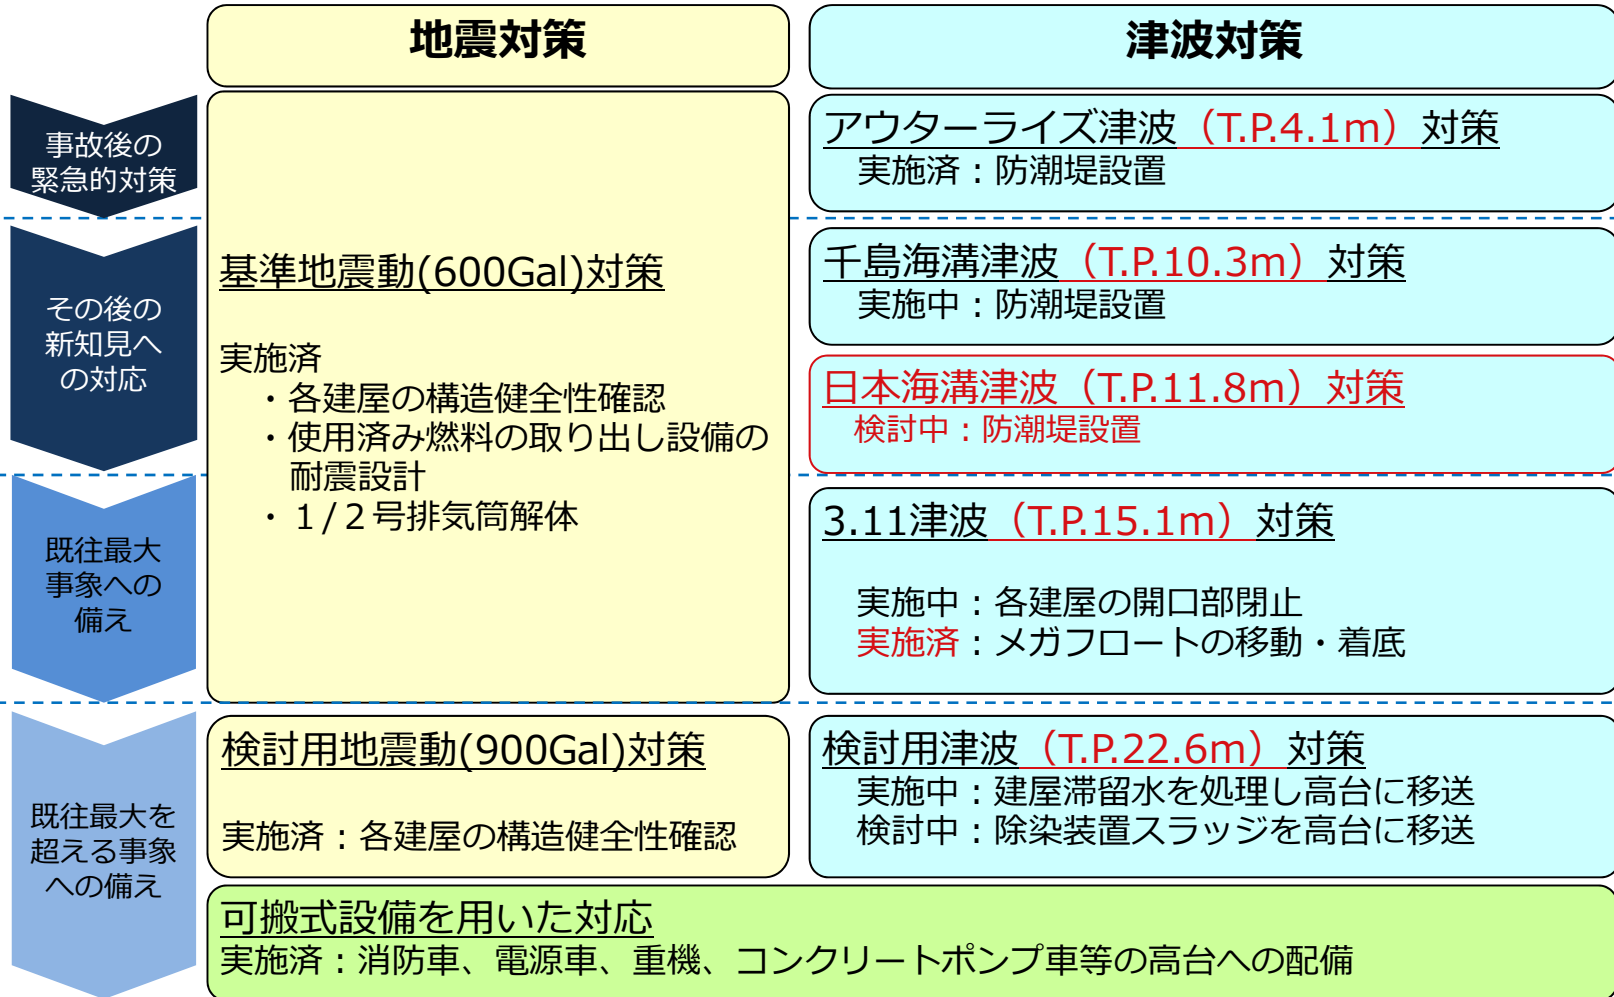 地震対策
津波対策
事故後の
緊急的対策
アウターライズ津波（T.P.4.1m）対策
実施済：防潮堤設置
その後の
新知見へ
の対応
基準地震動(600Gal)対策
実施済
・各建屋の構造健全性確認
・使用済み燃料の取り出し設備の
耐震設計
・１/２号排気筒解体
千島海溝津波（T.P.10.3m）対策
実施中：防潮堤設置
日本海溝津波（T.P.11.8m）対策
検討中：防潮堤設置
既往最大
事象への
備え
3.11津波（T.P.15.1m）対策
実施中：各建屋の開口部閉止
実施済：メガフロートの移動・着底
既往最大を
超える事象
への備え
検討用地震動(900Gal)対策
実施済：各建屋の構造健全性確認
検討用津波（T.P.22.6m）対策
実施中：建屋滞留水を処理し高台に移送
検討中：除染装置スラッジを高台に移送
可搬式設備を用いた対応
実施済：消防車、電源車、重機、コンクリートポンプ車等の高台への配備